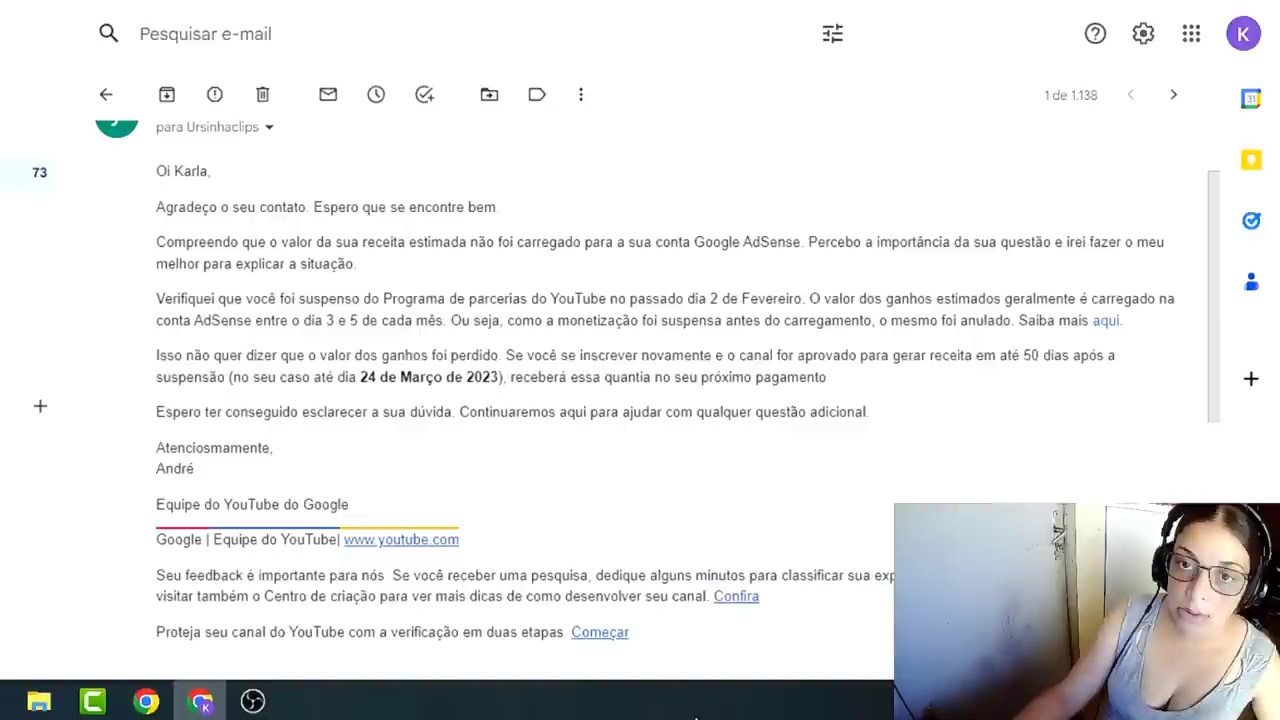 Pesquisar e-mail
K
1 de 1.138
31
para Ursinhaclips
73
Oi Karla,
Agradeço o seu contato. Espero que se encontre bem.
Compreendo que o valor da sua receita estimada não foi carregado para a sua conta Google AdSense. Percebo a importância da sua questão e irei fazer o meu
melhor para explicar a situação.
Verifiquei que você foi suspenso do Programa de parcerias do YouTube no passado dia 2 de Fevereiro. O valor dos ganhos estimados geralmente é carregado na
conta AdSense entre o dia 3 e 5 de cada mês. Ou seja, como a monetização foi suspensa antes do carregamento, o mesmo foi anulado. Saiba mais aqui.
Isso não quer dizer que o valor dos ganhos foi perdido. Se você se inscrever novamente e o canal for aprovado para gerar receita em até 50 dias após a
suspensão (no seu caso até dia 24 de Março de 2023), receberá essa quantia no seu próximo pagamento
Espero ter conseguido esclarecer a sua dúvida. Continuaremos aqui para ajudar com qualquer questão adicional.
Atenciosmamente,
André
Equipe do YouTube do Google
Google | Equipe do YouTube| www.youtube.com
Seu feedback é importante para nós Se você receber uma pesquisa, dedique alguns minutos para classificar sua exp
visitar também o Centro de criação para ver mais dicas de como desenvolver seu canal. Confira
Proteja seu canal do YouTube com a verificação em duas etapas Começar